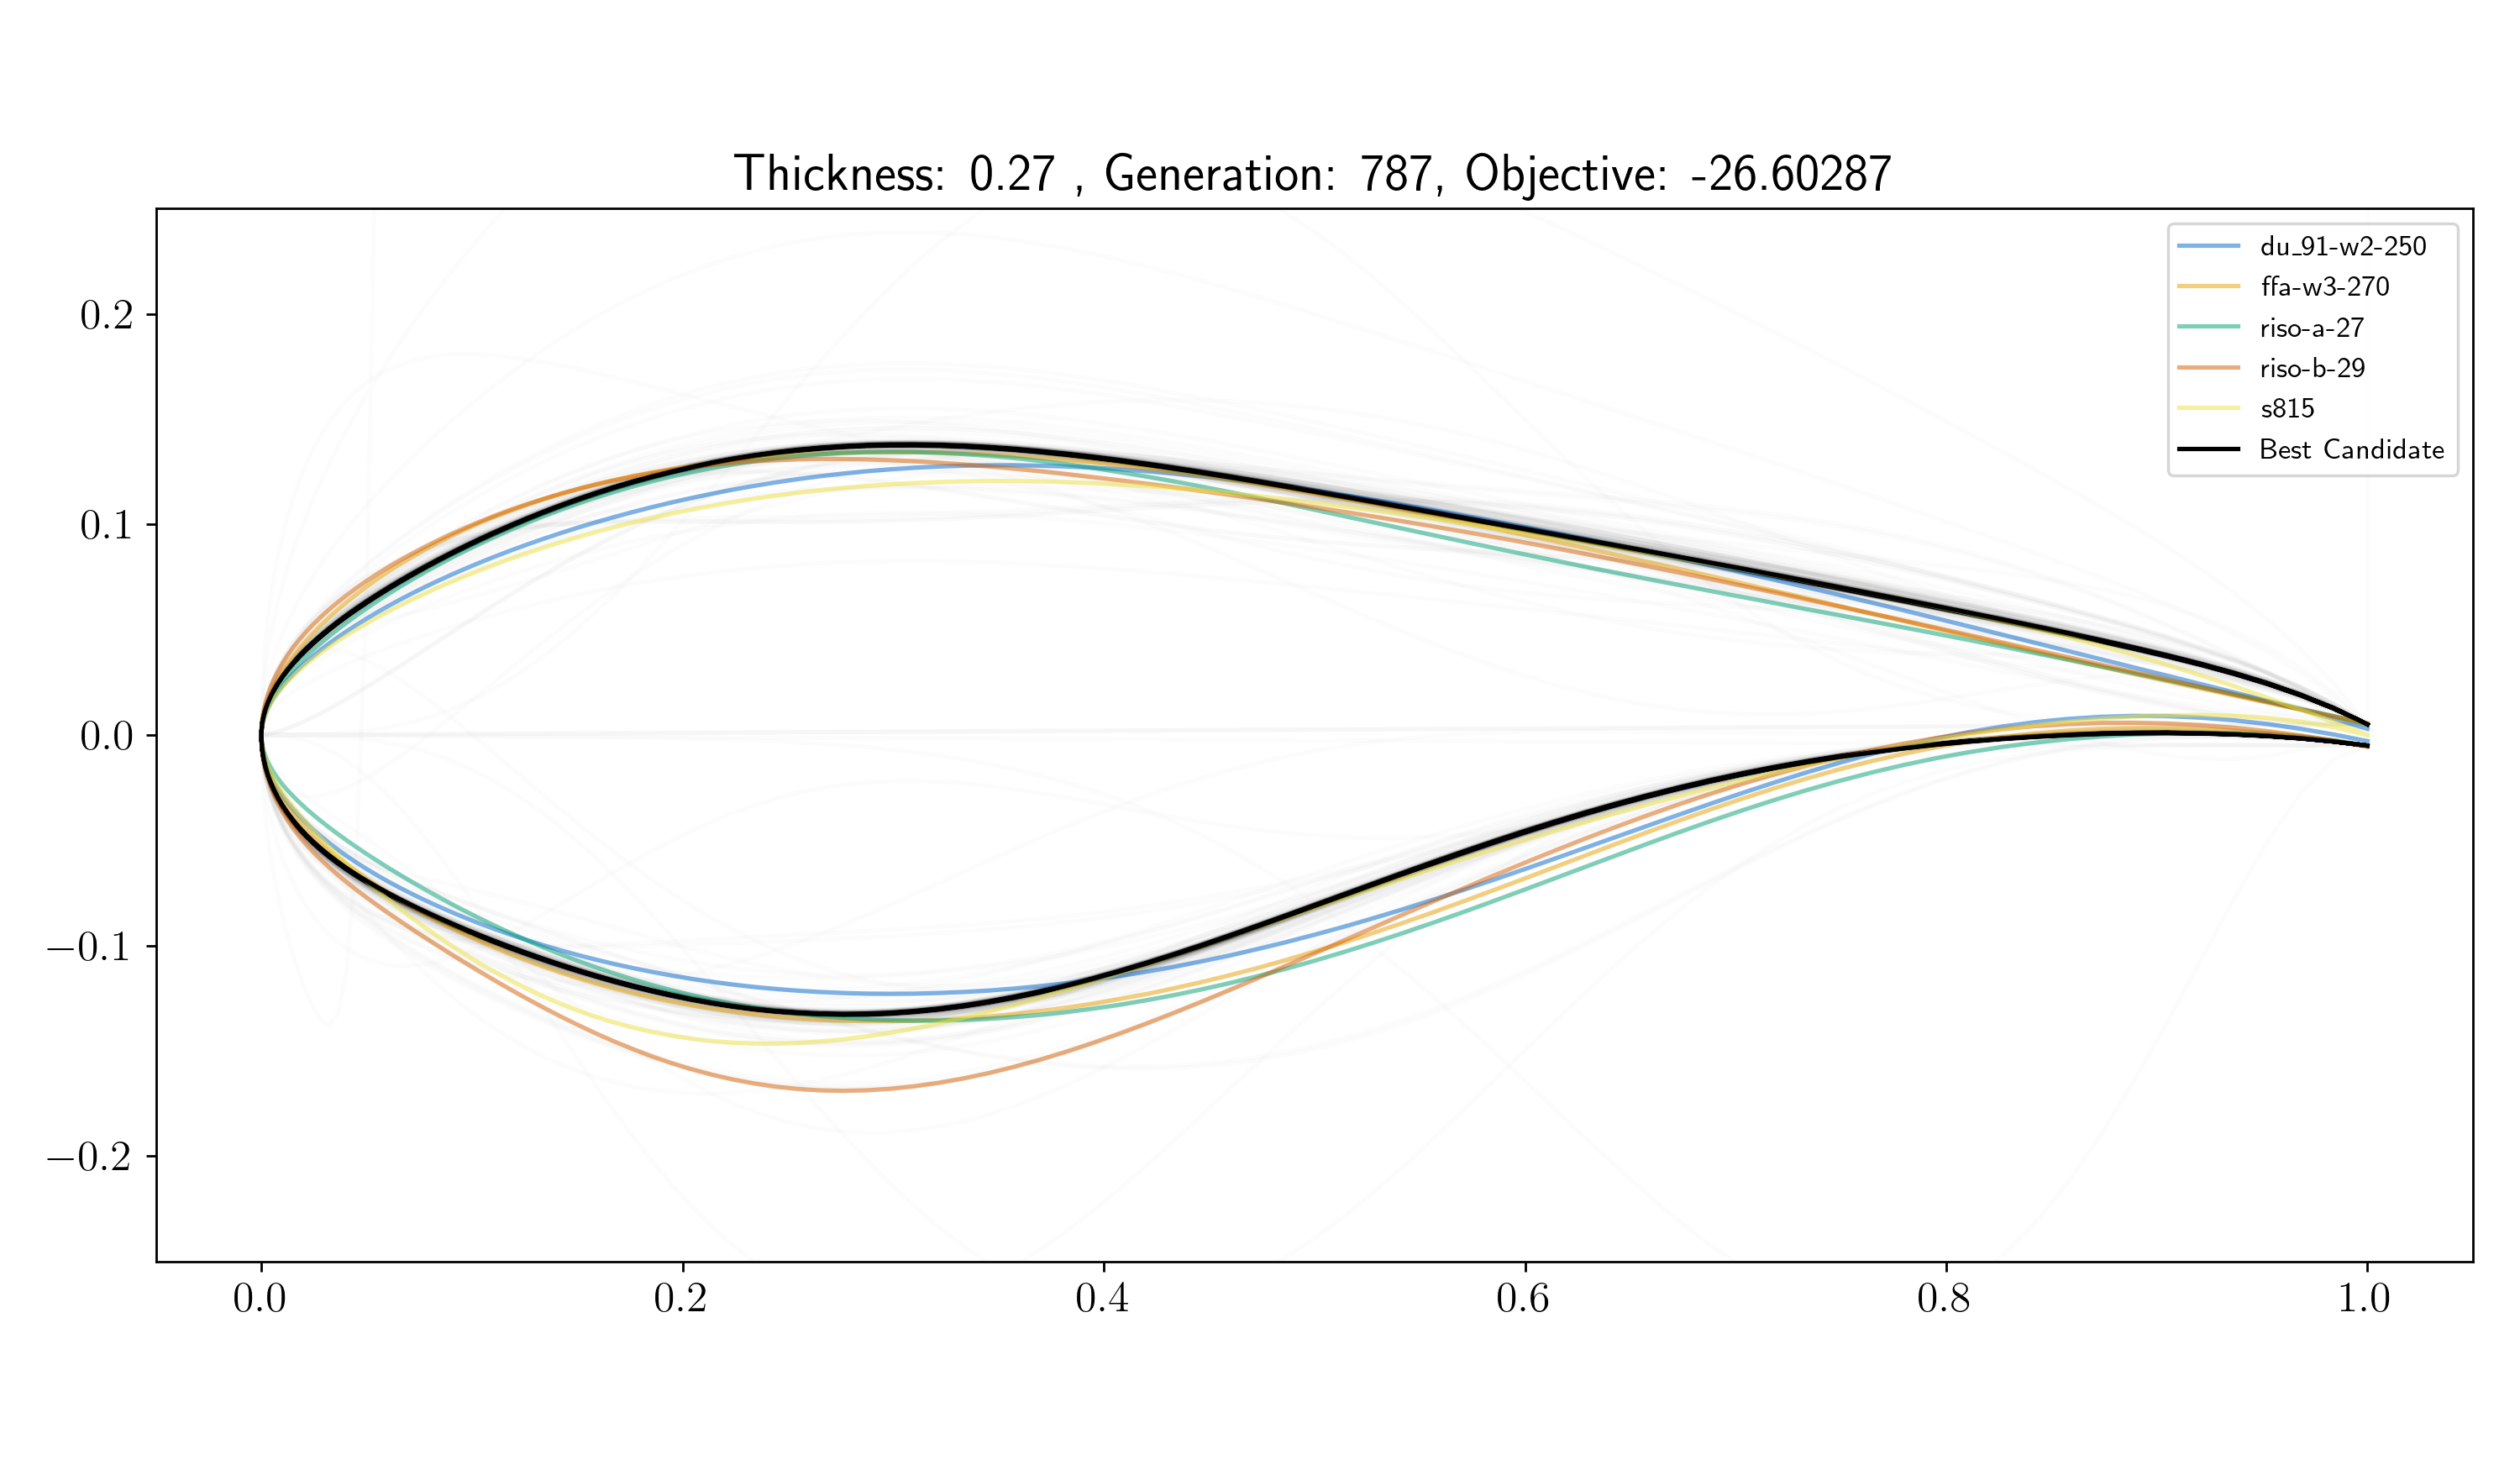 Thickness: 0.27 , Generation: 787, Objective: -26.60287
du_91-w2-250
ffa-w3-270
riso-a-27
riso-b-29
s815
Best Candidate
0.2
0.1
0.0
−0.1
−0.2
0.0 0.2 0.4 0.6 0.8 1.0